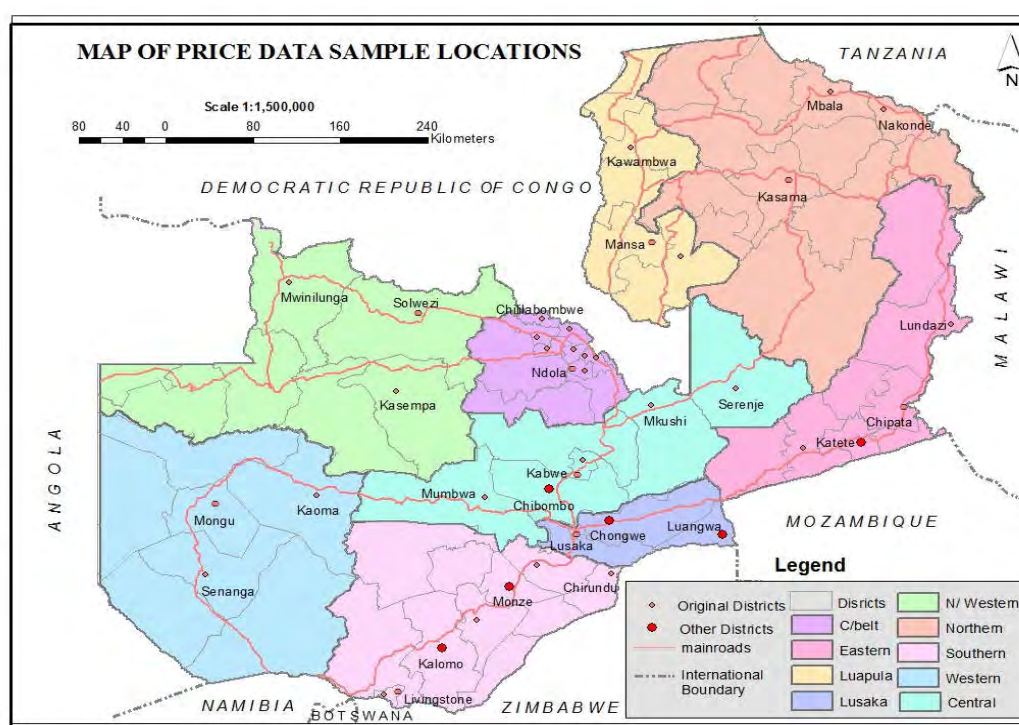 MAP OF PRICE DATA SAMPLE LOCATIONS
TANZANIA
N
Scale 1:1,500,000
80 40 0 80 160 240
Kilometers
Mbala
Nakonde
Kawambwa
DEMOCRATIC REPUBLIC OF CONGO
Kasama
Mansa
MALAWI
Mwinilunga
Solwezi
Chililabombwe
Lundazi
Ndola
Kasempa
Serenje
Mkushi
Chipata
Katete
ANGOLA
Kabwe
Mumbwa
Chibombo
Kaoma
Mongu
MOZAMBIQUE
Chongwe
Luangwa
Lusaka
Senanga
Chirundu
Monze
Kalomo
Livingstone
NAMIBIA
BOTSWANA
ZIMBABWE
Legend
Original Districts
Other Districts
mainroads
International
Boundary
Disricts
C/belt
Eastern
Luapula
Lusaka
N/ Western
Northern
Southern
Western
Central